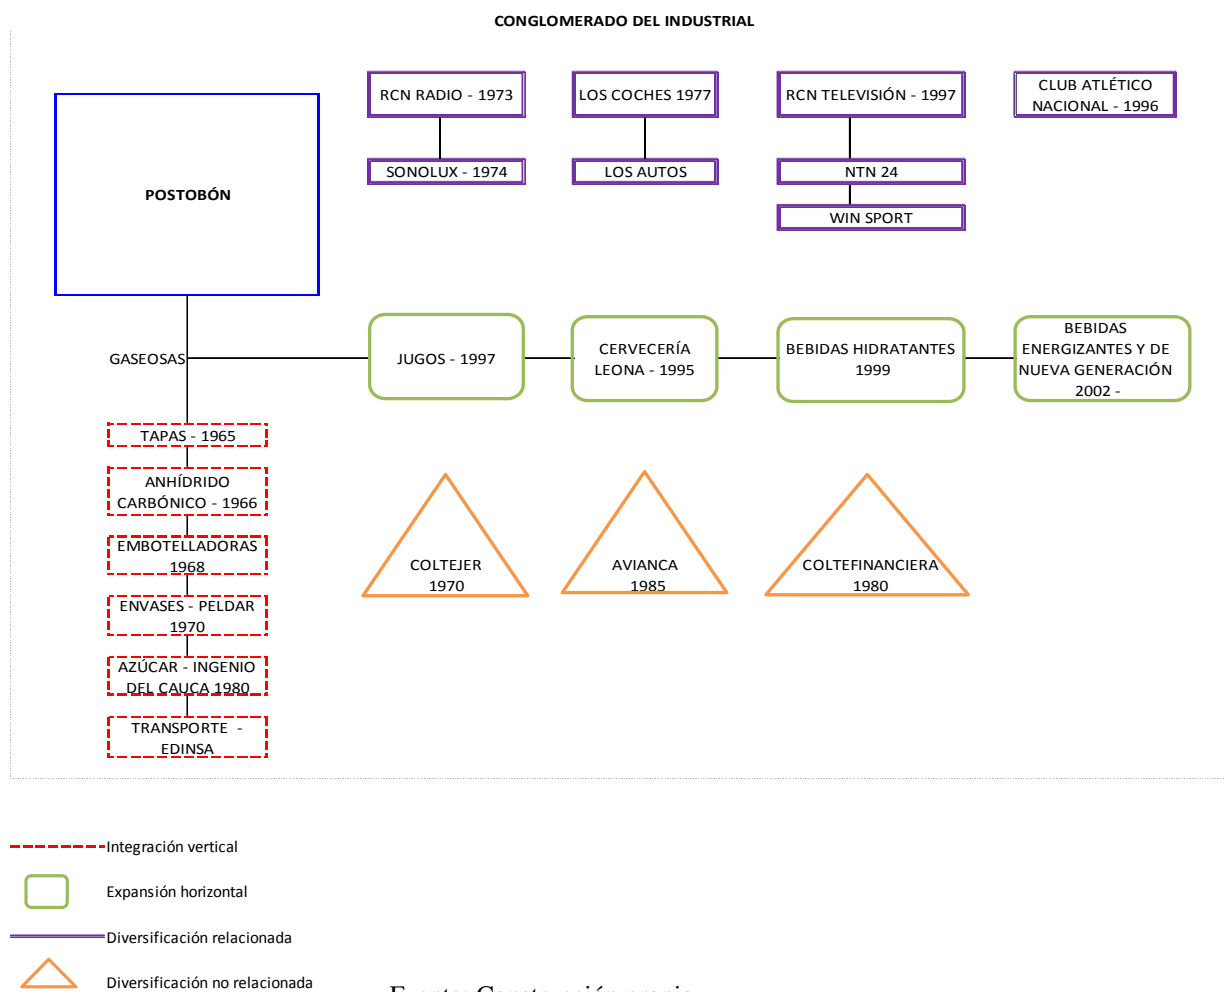 CONGLOMERADO DEL INDUSTRIAL
RCN RADIO - 1973
LOS COCHES 1977
RCN TELEVISIÓN - 1997
CLUB ATLÉTICO
NACIONAL - 1996
SONOLUX - 1974
LOS AUTOS
NTN 24
WIN SPORT
POSTOBÓN
GASEOSAS
JUGOS - 1997
CERVECERÍA
LEONA - 1995
BEBIDAS HIDRATANTES
1999
BEBIDAS
ENERGIZANTES Y DE
NUEVA GENERACIÓN
2002 -
TAPAS - 1965
ANHÍDRIDO
CARBÓNICO - 1966
EMBOTELLADORAS
1968
ENVASES - PELDAR
1970
AZÚCAR - INGENIO
DEL CAUCA 1980
TRANSPORTE -
EDINSA
COLTEJER
1970
AVIANCA
1985
COLTEFINANCIERA
1980
Integración vertical
Expansión horizontal
Diversificación relacionada
Diversificación no relacionada